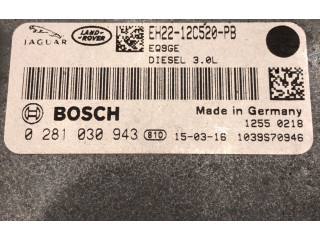 JAGUAR
LAND-ROVER
EH22-12C520-PB
EQ9GE
DIESEL 3.0L
BOSCH
Made in Germany
1255 0218
0 281 030 943 81D 15-03-16 1039S70946